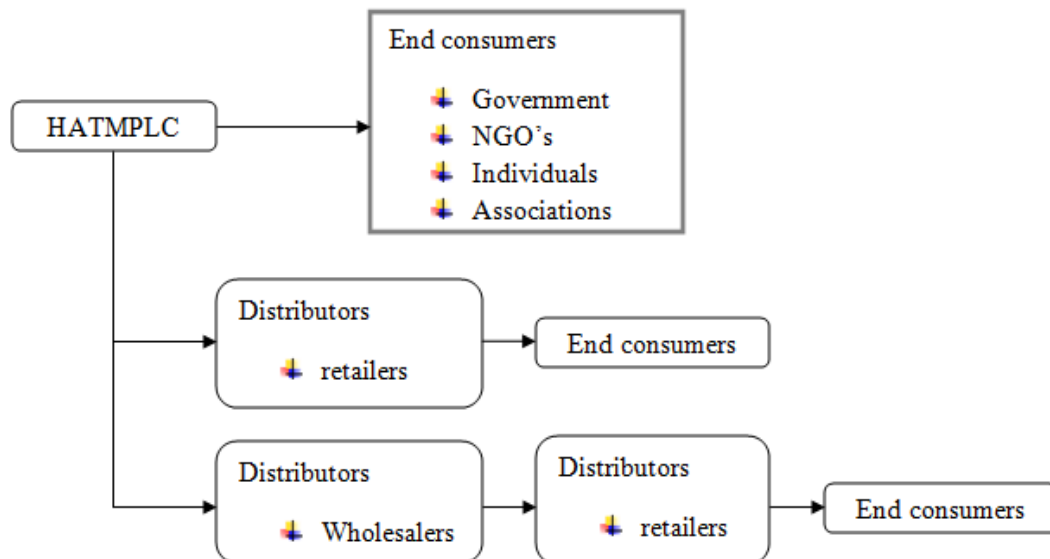 End consumers
Government
HATMPLC
NGO's
Individuals
Associations
Distributors
retailers
End consumers
Distributors
Wholesalers
Distributors
retailers
End consumers